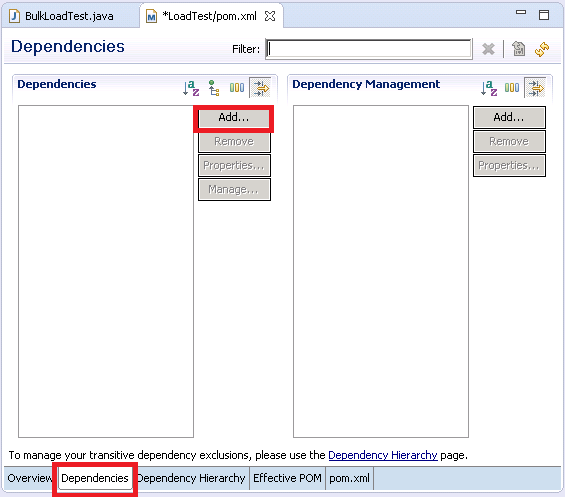 BulkLoadTest.java
*LoadTest/pom.xml
Dependencies
Filter:
Dependencies
Dependency Management
Add...
Remove
Properties...
Manage...
Add...
Remove
Properties...
To manage your transitive dependency exclusions, please use the Dependency Hierarchy page.
Overview Dependencies Dependency Hierarchy Effective POM pom.xml